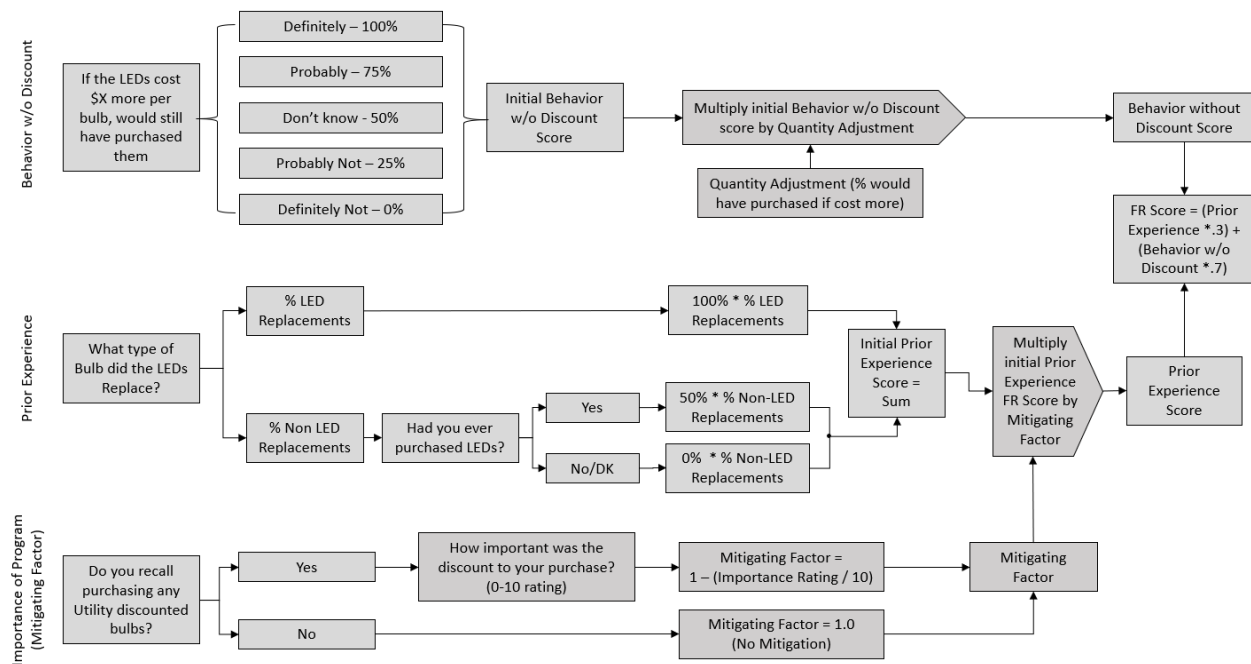 Behavior w/o Discount
If the LEDs cost
$X more per
bulb, would still
have purchased
them
Definitely – 100%
Probably – 75%
Don't know - 50%
Probably Not – 25%
Definitely Not – 0%
Initial Behavior
w/o Discount
Score
Multiply initial Behavior w/o Discount
score by Quantity Adjustment
Quantity Adjustment (% would
have purchased if cost more)
Behavior without
Discount Score
FR Score = (Prior
Experience *.3) +
(Behavior w/o
Discount *.7)
Prior Experience
What type of
Bulb did the LEDs
Replace?
% LED
Replacements
100% * % LED
Replacements
% Non LED
Replacements
Had you ever
purchased LEDs?
Yes
50% * % Non-LED
Replacements
No/DK
0% * % Non-LED
Replacements
Initial Prior
Experience
Score =
Sum
Multiply
initial Prior
Experience
FR Score by
Mitigating
Factor
Prior
Experience
Score
Importance of Program
(Mitigating Factor)
Do you recall
purchasing any
Utility discounted
bulbs?
Yes
How important was the
discount to your purchase?
(0-10 rating)
Mitigating Factor =
1 – (Importance Rating / 10)
Mitigating
Factor
No
Mitigating Factor = 1.0
(No Mitigation)